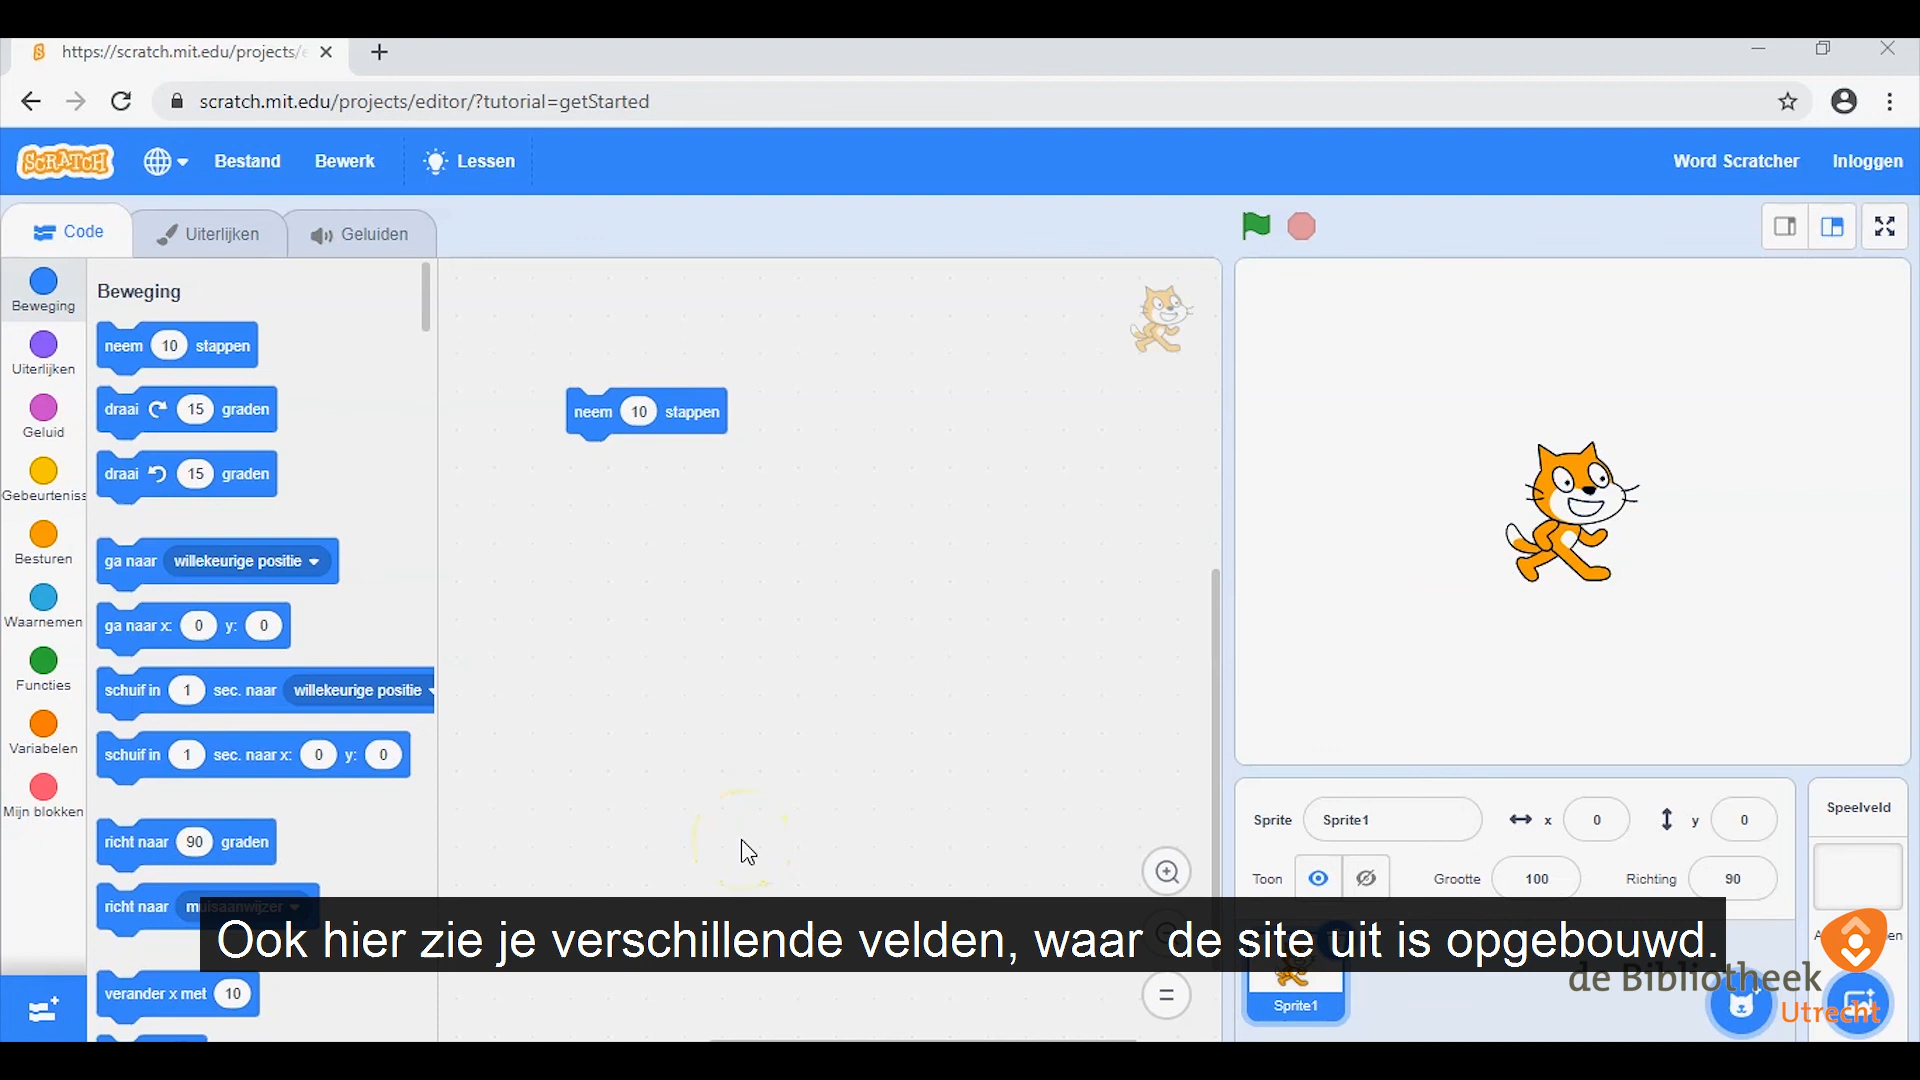 https://scratch.mit.edu/projects/e
scratch.mit.edu/projects/editor/?tutorial=getStarted
SCRATCH
Bestand
Bewerk
Lessen
Word Scratcher
Inloggen
Code
Uiterlijken
Geluiden
Beweging
Uiterlijken
Geluid
Gebeurteniss
Besturen
Waarnemen
Functies
Variabelen
Mijn blokken
Beweging
neem 10 stappen
draai 15 graden
draai 15 graden
ga naar willekeurige positie
ga naar x: 0 y: 0
schuif in 1 sec. naar willekeurige positie
schuif in 1 sec. naar x: 0 y: 0
richt naar 90 graden
richt naar muisaanwijzer
verander x met 10
neem 10 stappen
Sprite Sprite1 x 0 y 0
Toon Grootte 100 Richting 90
Sprite1
Speelveld
Ook hier zie je verschillende velden, waar de site uit is opgebouwd.
de Bibliotheek
Utrecht